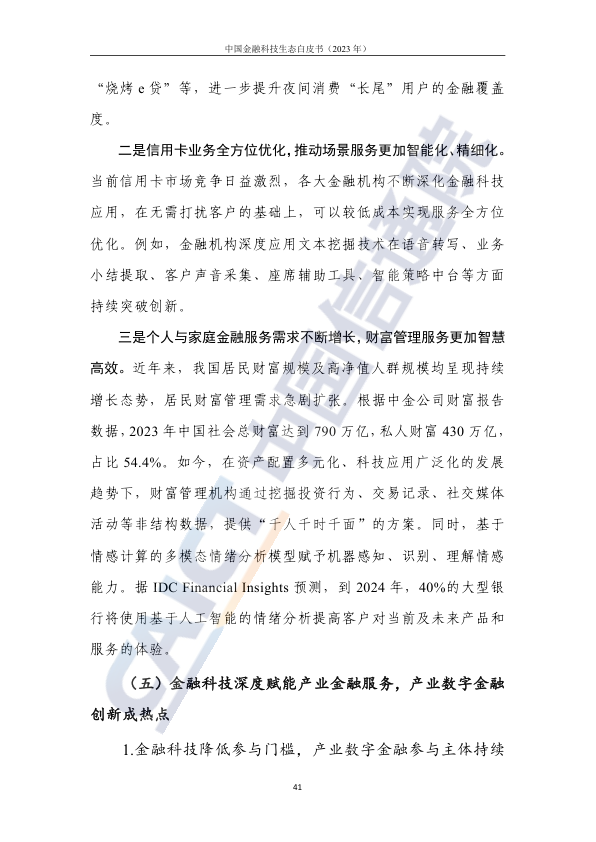 中国金融科技生态白皮书（2023 年）
“烧烤 e 贷”等，进一步提升夜间消费“长尾”用户的金融覆盖
度。
二是信用卡业务全方位优化，推动场景服务更加智能化、精细化。
当前信用卡市场竞争日益激烈，各大金融机构不断深化金融科技
应用，在无需打扰客户的基础上，可以较低成本实现服务全方位
优化。例如，金融机构深度应用文本挖掘技术在语音转写、业务
小结提取、客户声音采集、座席辅助工具、智能策略中台等方面
持续突破创新。
三是个人与家庭金融服务需求不断增长，财富管理服务更加智慧
高效。近年来，我国居民财富规模及高净值人群规模均呈现持续
增长态势，居民财富管理需求急剧扩张。根据中金公司财富报告
数据，2023 年中国社会总财富达到 790 万亿，私人财富 430 万亿，
占比 54.4%。如今，在资产配置多元化、科技应用广泛化的发展
趋势下，财富管理机构通过挖掘投资行为、交易记录、社交媒体
活动等非结构数据，提供“千人千时千面”的方案。同时，基于
情感计算的多模态情绪分析模型赋予机器感知、识别、理解情感
能力。据 IDC Financial Insights 预测，到 2024 年，40%的大型银
行将使用基于人工智能的情绪分析提高客户对当前及未来产品和
服务的体验。
（五）金融科技深度赋能产业金融服务，产业数字金融
创新成热点
1.金融科技降低参与门槛，产业数字金融参与主体持续
41
CAICT 中国信通院